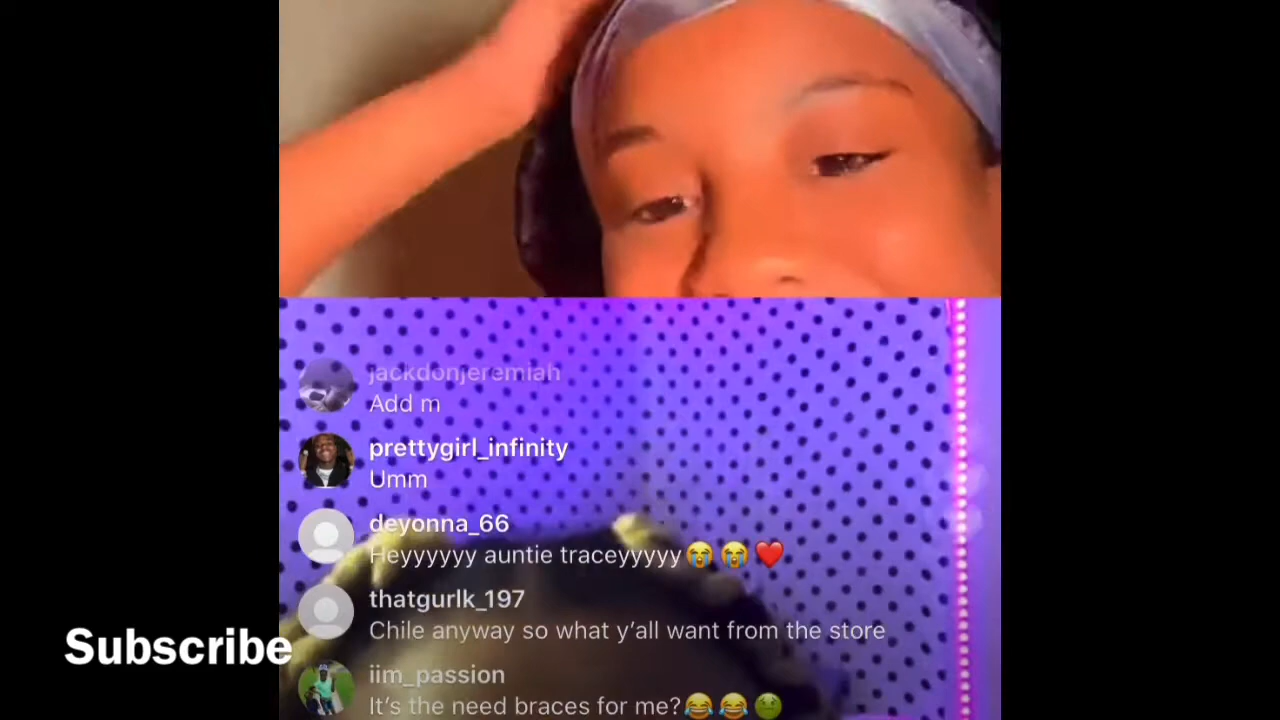 jackdonjeremiah
Add m
prettygirl_infinity
Umm
deyonna_66
Heyyyyyy auntie traceyyyyy😭😭❤️
thatgurlk_197
Chile anyway so what y’all want from the store
Subscribe
iim_passion
It’s the need braces for me?😂😂🤢